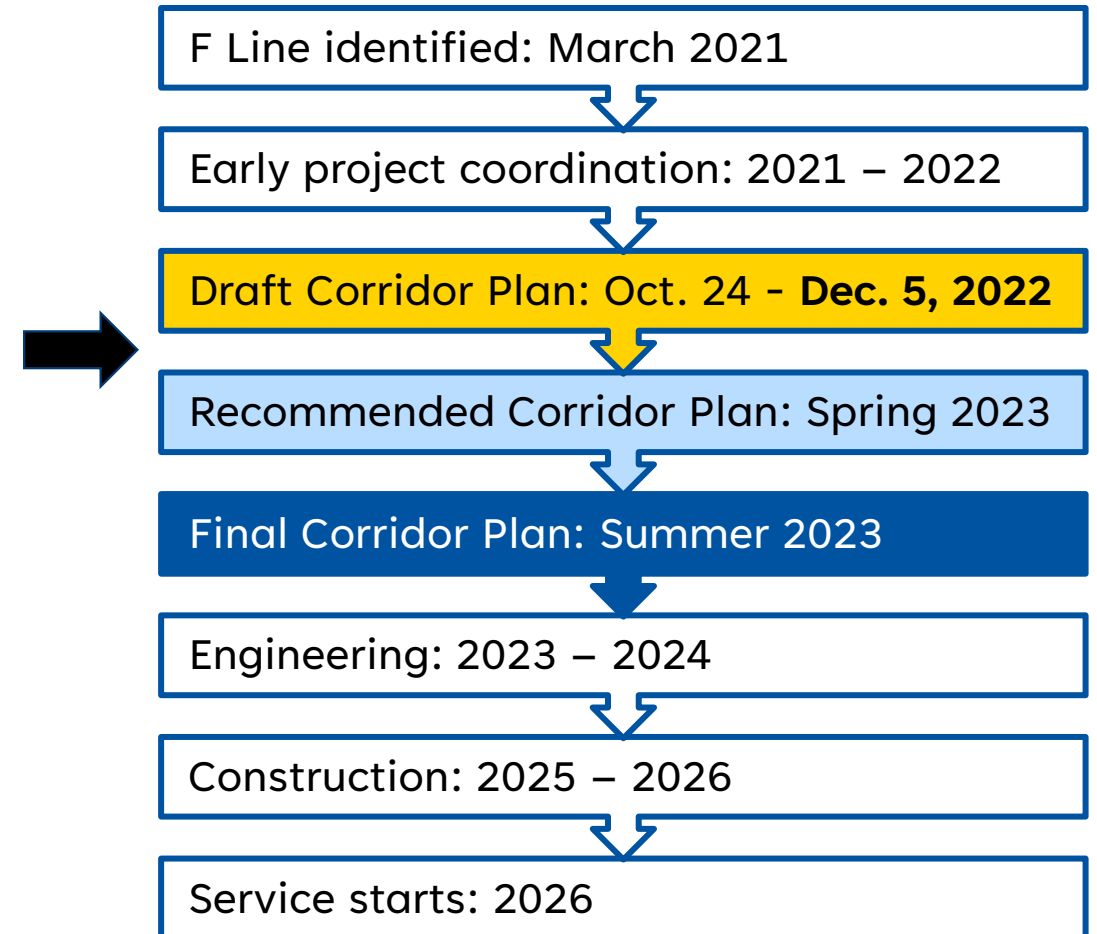 F Line identified: March 2021
Early project coordination: 2021 – 2022
Draft Corridor Plan: Oct. 24 - Dec. 5, 2022
Recommended Corridor Plan: Spring 2023
Final Corridor Plan: Summer 2023
Engineering: 2023 – 2024
Construction: 2025 – 2026
Service starts: 2026